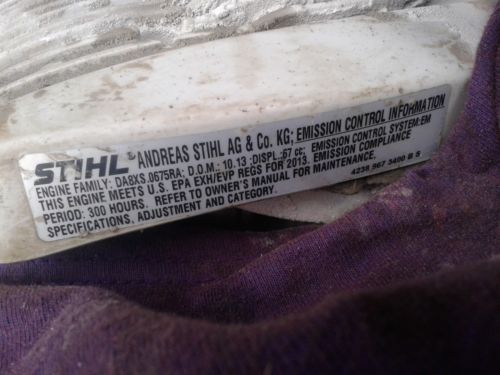 STIHL® ANDREAS STIHL AG & Co. KG; EMISSION CONTROL INFORMATION
ENGINE FAMILY: DA8XS.0675RA; D.O.M.: 10.13 :DISPL.:67 cc; EMISSION CONTROL SYSTEM:EM
THIS ENGINE MEETS U.S. EPA EXH/EVP REGS FOR 2013. EMISSION COMPLIANCE
PERIOD: 300 HOURS. REFER TO OWNER'S MANUAL FOR MAINTENANCE,
SPECIFICATIONS, ADJUSTMENT AND CATEGORY. 4238 967 3400 B S